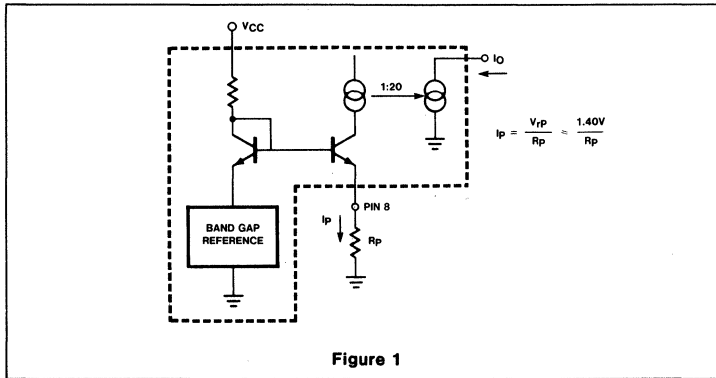 VCC
IO
1:20
IP = VrP / RP ≈ 1.40V / RP
PIN 8
IP
RP
BAND GAP
REFERENCE
Figure 1